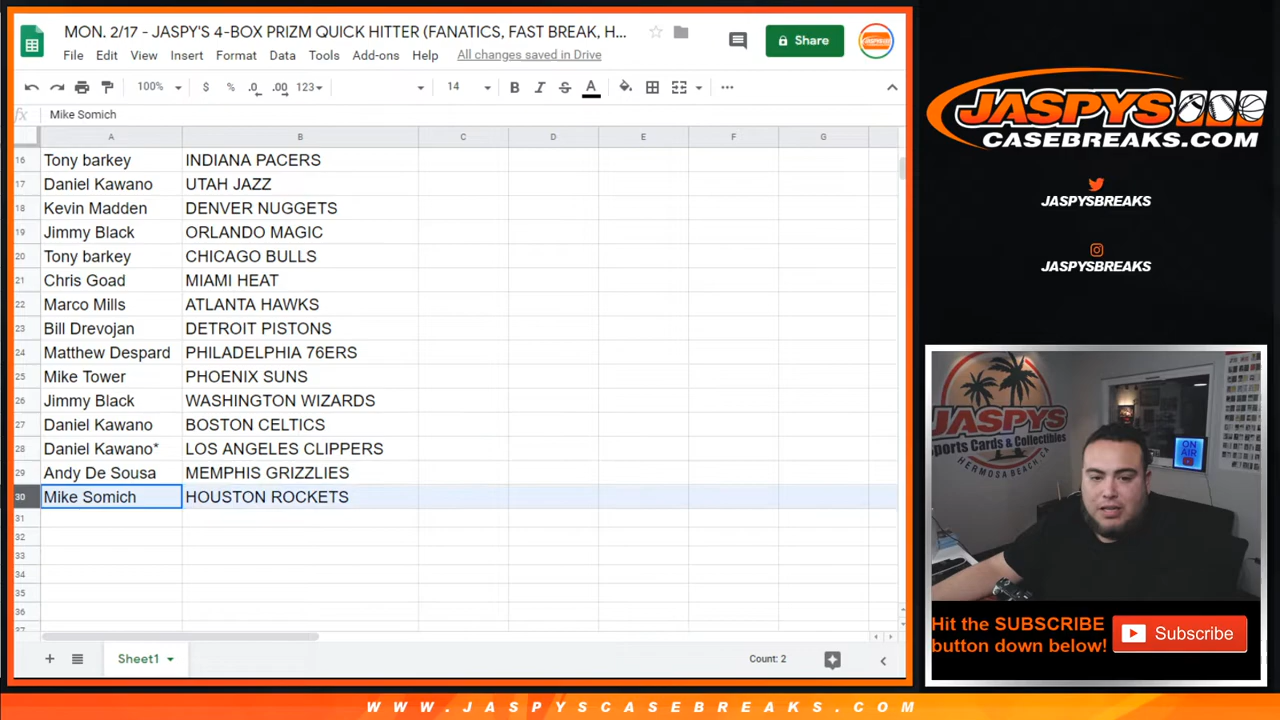 MON. 2/17 - JASPY'S 4-BOX PRIZM QUICK HITTER (FANATICS, FAST BREAK, H...
File Edit View Insert Format Data Tools Add-ons Help All changes saved in Drive
Share
100% $ % .0 .00 123 14 B I S A
fx Mike Somich
A B C D E F G
16 Tony barkey INDIANA PACERS
17 Daniel Kawano UTAH JAZZ
18 Kevin Madden DENVER NUGGETS
19 Jimmy Black ORLANDO MAGIC
20 Tony barkey CHICAGO BULLS
21 Chris Goad MIAMI HEAT
22 Marco Mills ATLANTA HAWKS
23 Bill Drevojan DETROIT PISTONS
24 Matthew Despard PHILADELPHIA 76ERS
25 Mike Tower PHOENIX SUNS
26 Jimmy Black WASHINGTON WIZARDS
27 Daniel Kawano BOSTON CELTICS
28 Daniel Kawano* LOS ANGELES CLIPPERS
29 Andy De Sousa MEMPHIS GRIZZLIES
30 Mike Somich HOUSTON ROCKETS
31
32
33
34
35
36
37
Sheet1
Count: 2
JASPYS
CASEBREAKS.COM
JASPYSBREAKS
JASPYSBREAKS
JASPYS
Sports Cards & Collectibles
HERMOSA BEACH, CA
ON
AIR
Hit the SUBSCRIBE
button down below!
Subscribe
WWW.JASPYSCASEBREAKS.COM